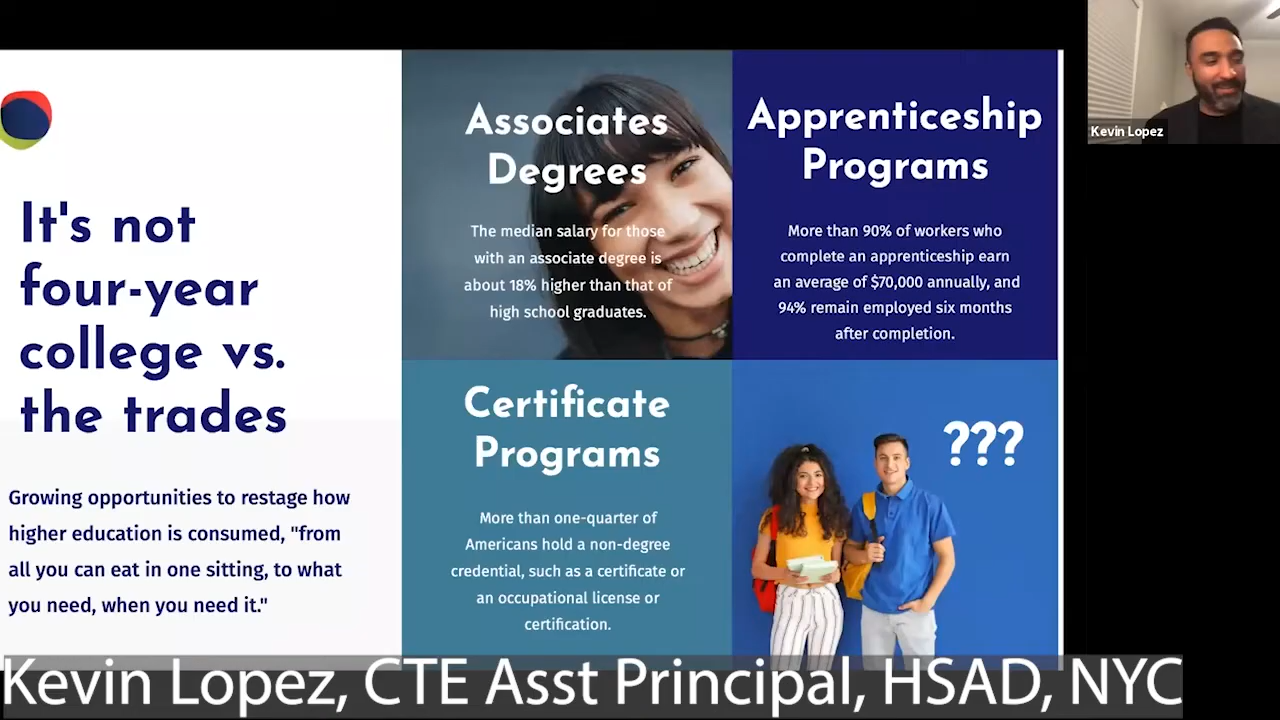 It's not
four-year
college vs.
the trades
Growing opportunities to restage how
higher education is consumed, "from
all you can eat in one sitting, to what
you need, when you need it."
Associates
Degrees
The median salary for those
with an associate degree is
about 18% higher than that of
high school graduates.
Apprenticeship
Programs
More than 90% of workers who
complete an apprenticeship earn
an average of $70,000 annually, and
94% remain employed six months
after completion.
Certificate
Programs
More than one-quarter of
Americans hold a non-degree
credential, such as a certificate or
an occupational license or
certification.
???
Kevin Lopez
Kevin Lopez, CTE Asst Principal, HSAD, NYC